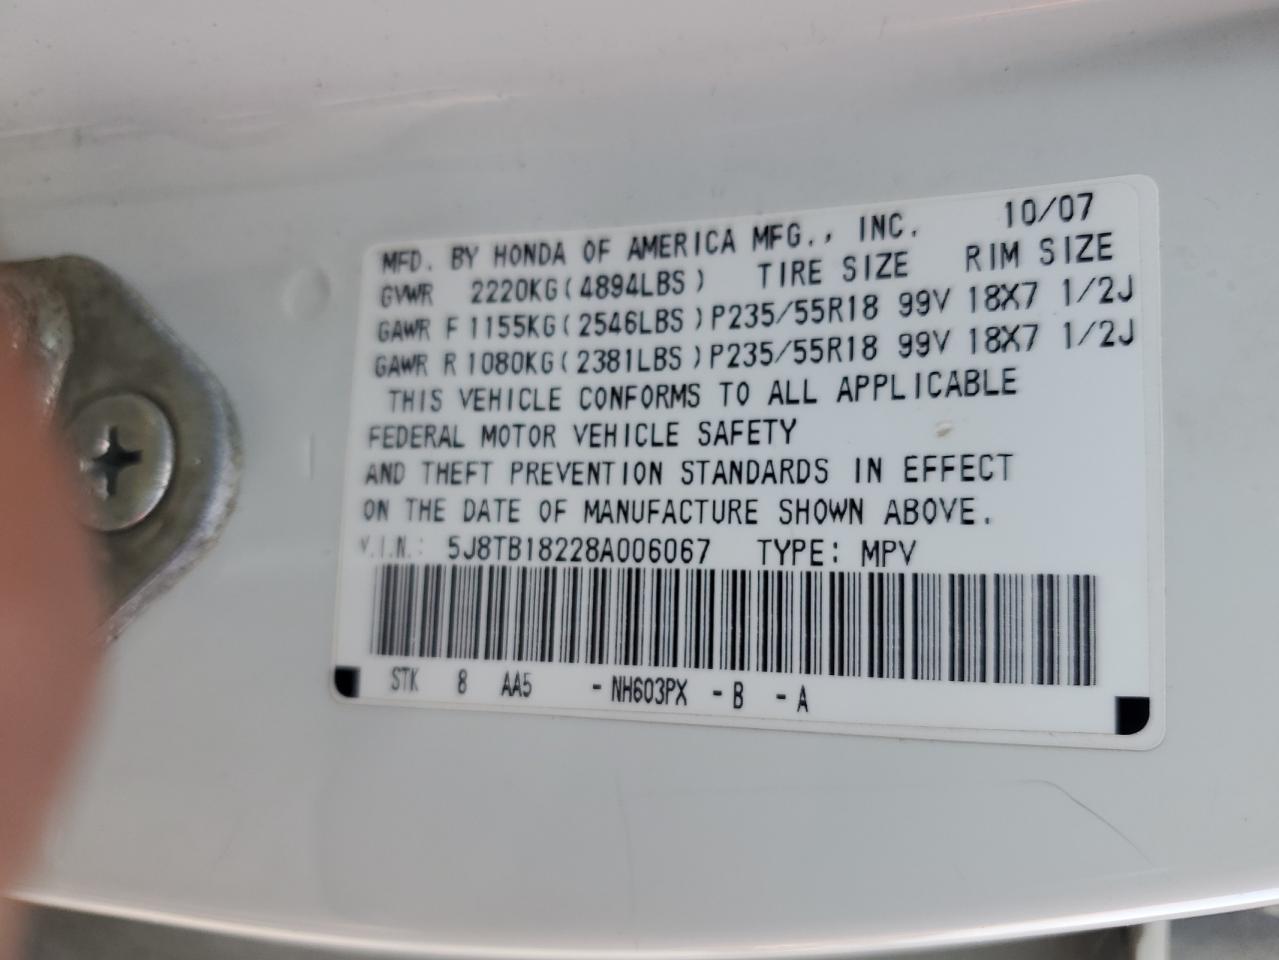 MFD. BY HONDA OF AMERICA MFG., INC. 10/07
GVWR 2220KG(4894LBS) TIRE SIZE RIM SIZE
GAWR F 1155KG(2546LBS)P235/55R18 99V 18X7 1/2J
GAWR R 1080KG(2381LBS)P235/55R18 99V 18X7 1/2J
THIS VEHICLE CONFORMS TO ALL APPLICABLE
FEDERAL MOTOR VEHICLE SAFETY
AND THEFT PREVENTION STANDARDS IN EFFECT
ON THE DATE OF MANUFACTURE SHOWN ABOVE.
V.I.N.: 5J8TB18228A006067 TYPE: MPV
STK 8 AA5 -NH603PX -B -A